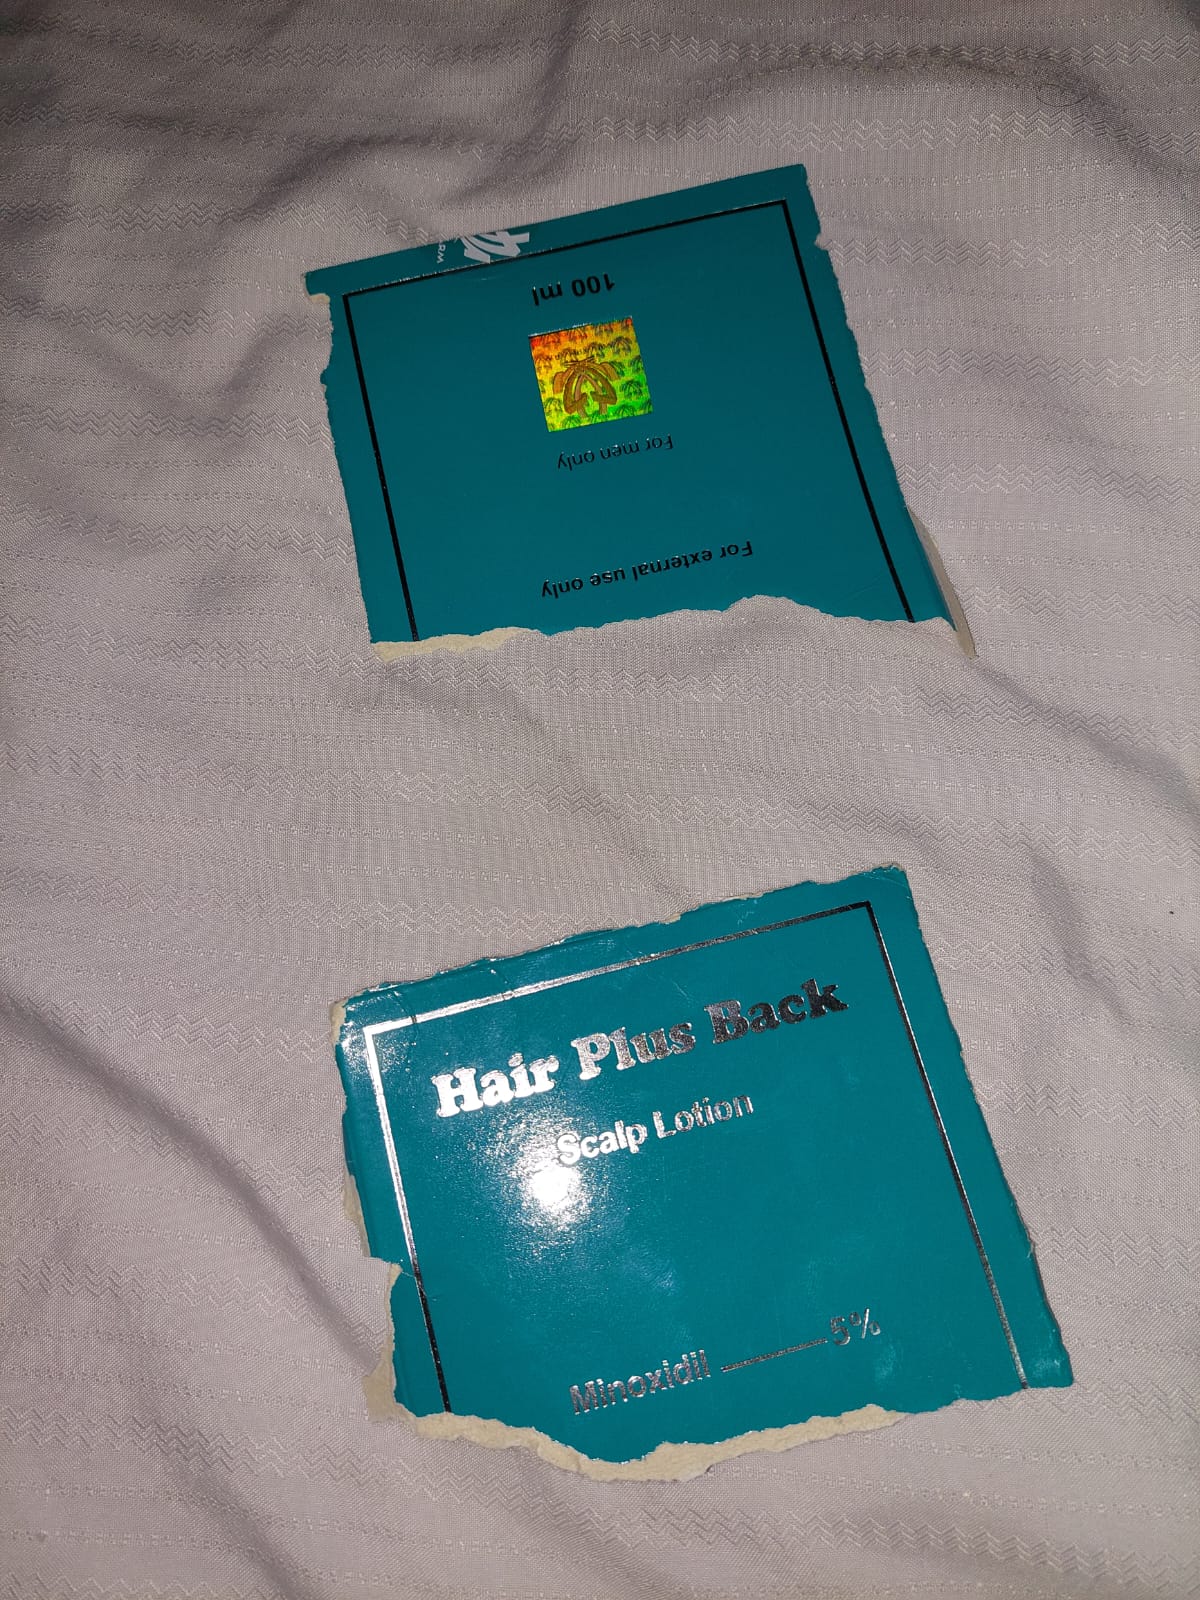 100 ml
For men only
For external use only
Hair Plus Back
Scalp Lotion
Minoxidil 5%